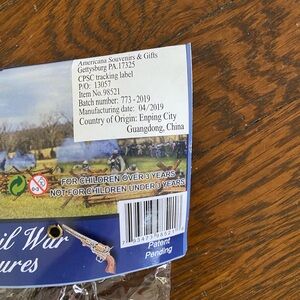 Americana Souvenirs & Gifts
Gettysburg PA.17325
CPSC tracking label
P/O: 13057
Item No.98521
Batch number: 773 - 2019
Manufacturing date: 04/2019
Country of Origin: Enping City
Guangdong, China
FOR CHILDREN OVER 3 YEARS
NOT FOR CHILDREN UNDER 3 YEARS
il War
ures
Patent
Pending